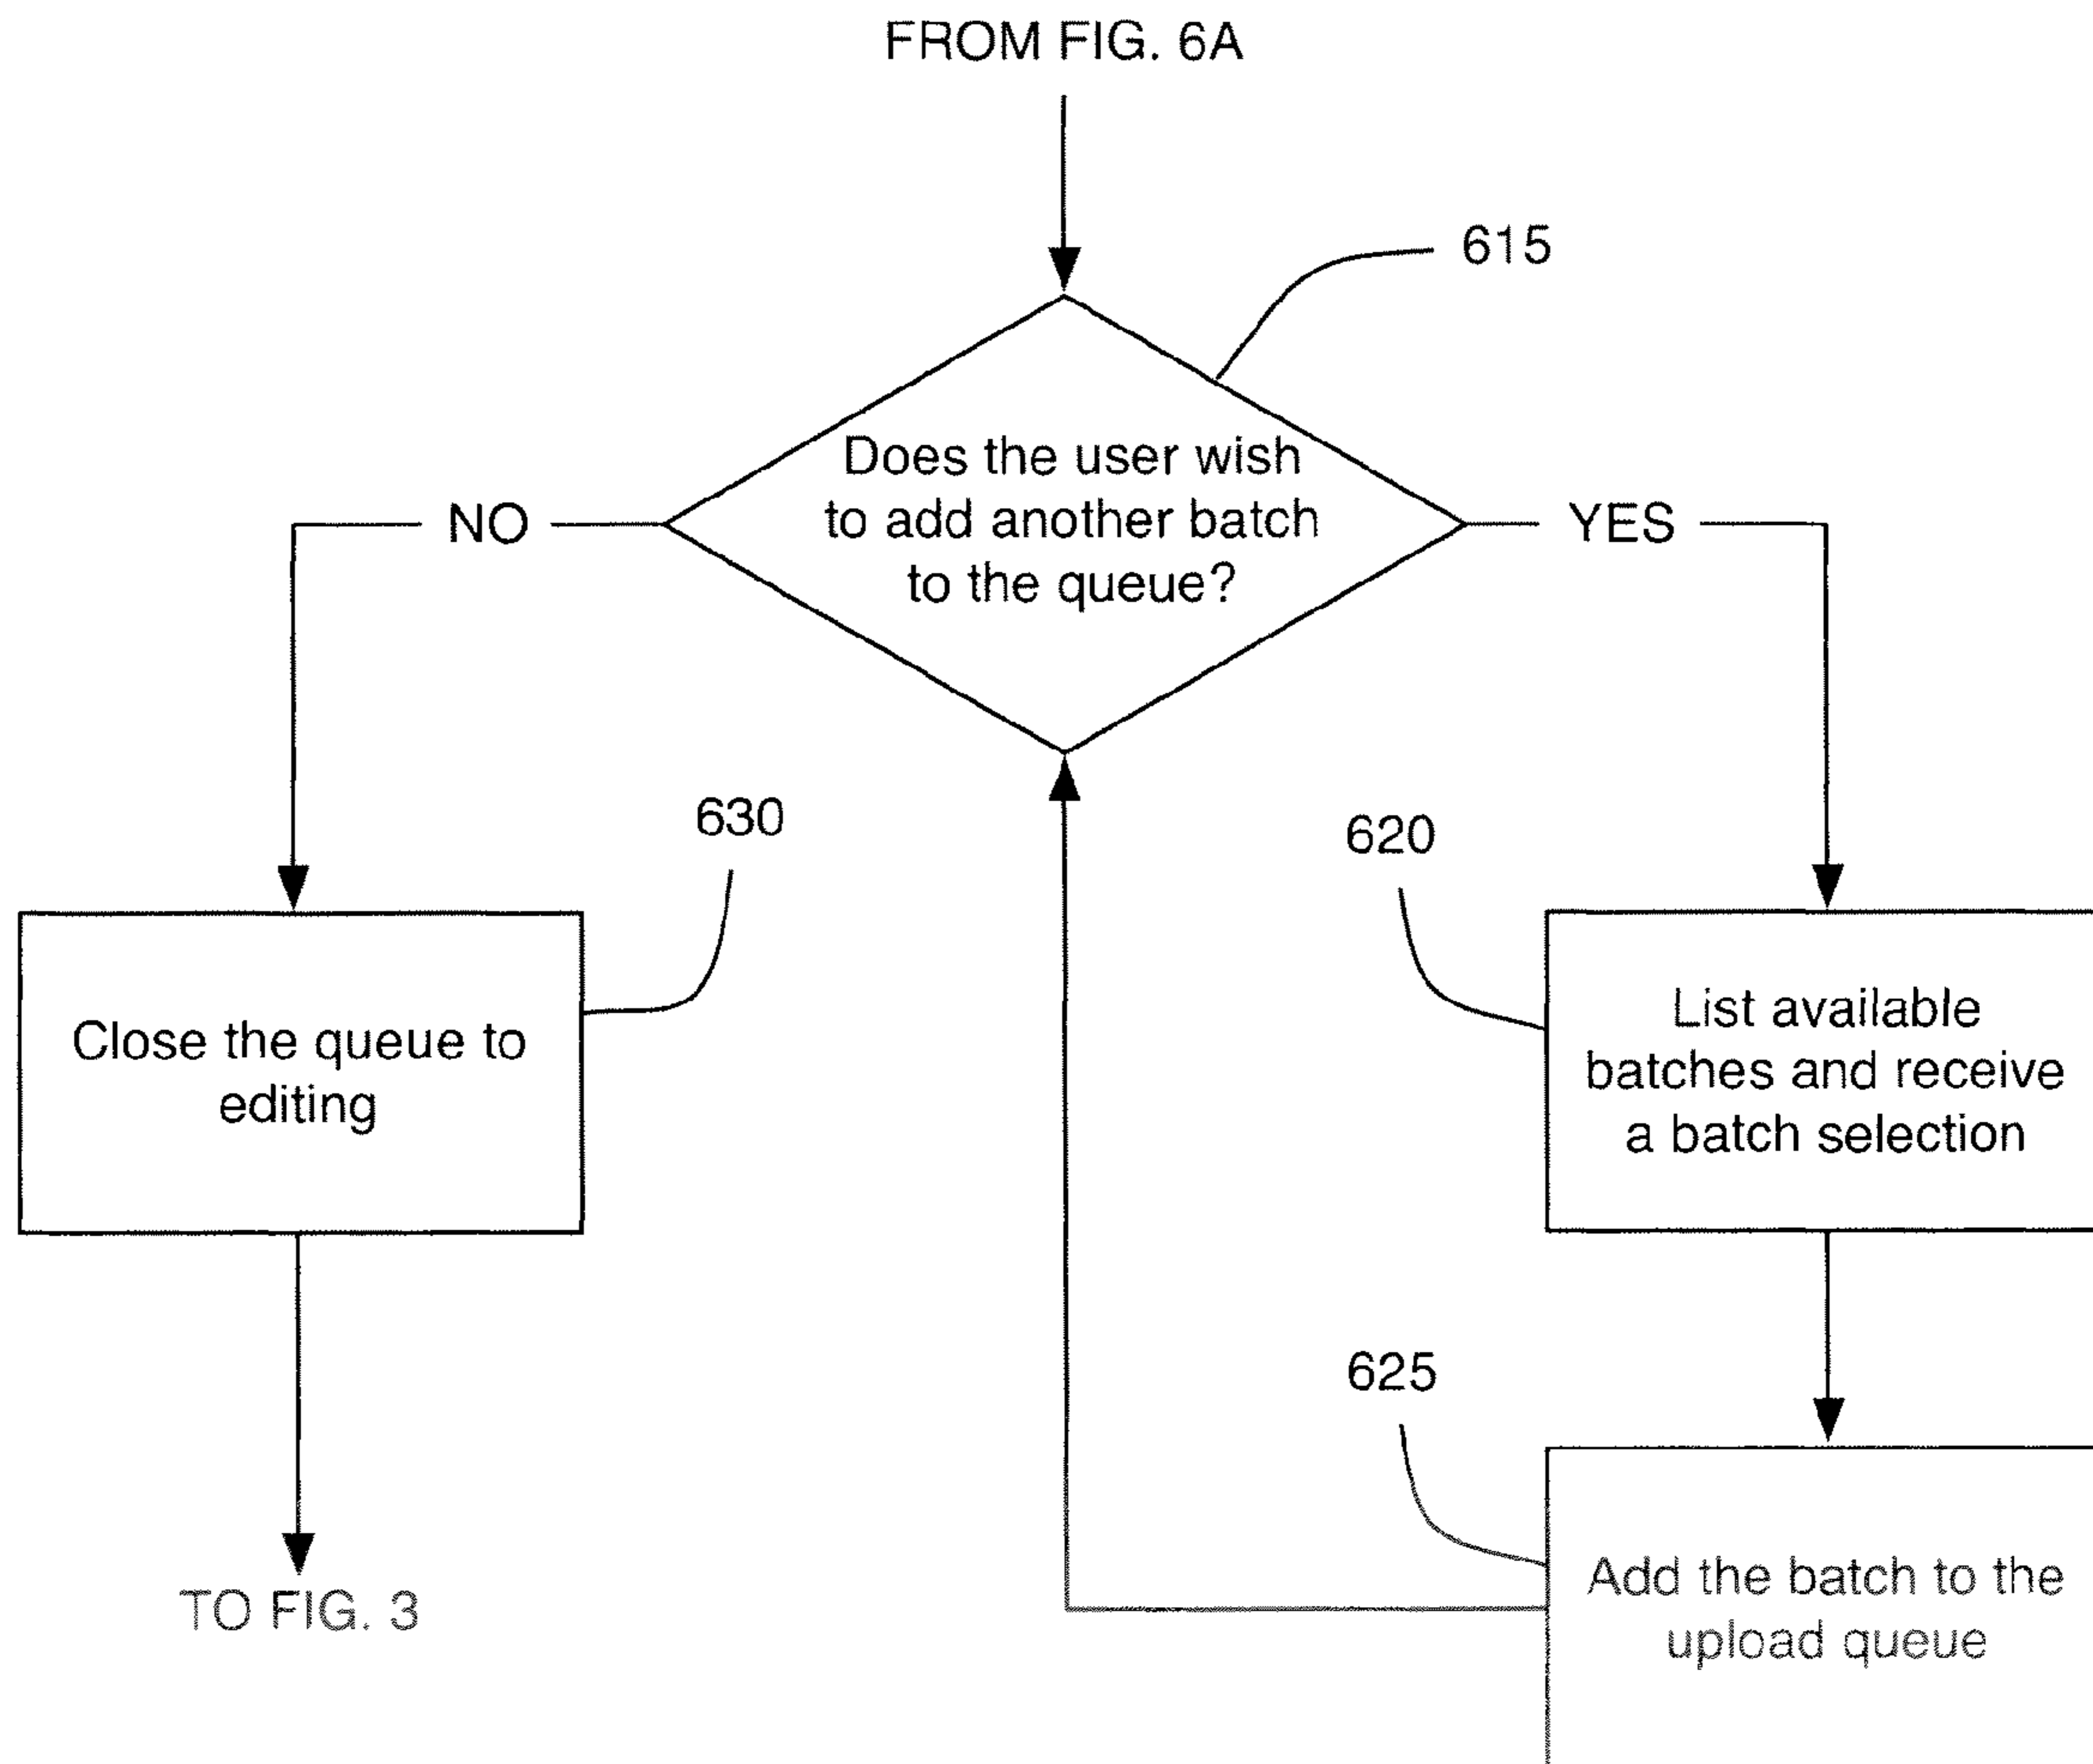 FROM FIG. 6A
615
Does the user wish
to add another batch
to the queue?
NO
YES
630
620
Close the queue to
editing
List available
batches and receive
a batch selection
625
Add the batch to the
upload queue
TO FIG. 3